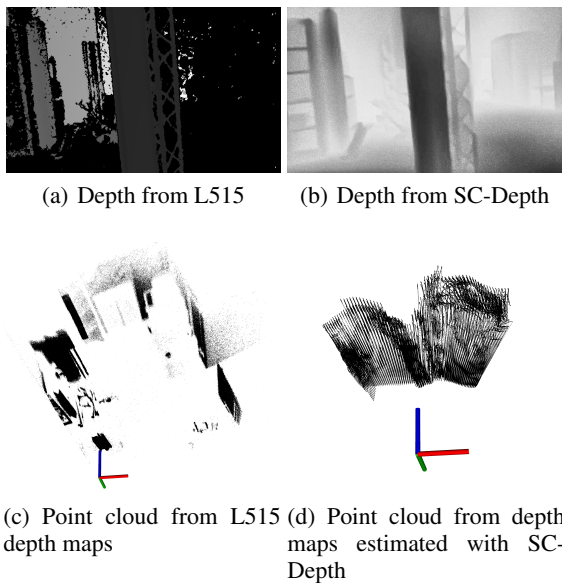 (a) Depth from L515
(b) Depth from SC-Depth
(c) Point cloud from L515
depth maps
(d) Point cloud from depth
maps estimated with SC-
Depth